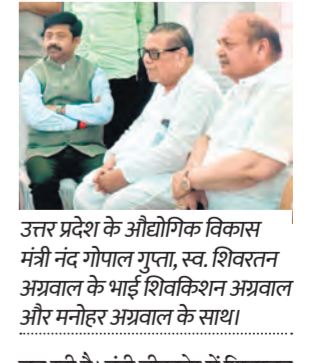 उत्तर प्रदेश के औद्योगिक विकास
मंत्री नंद गोपाल गुप्ता, स्व. शिवरतन
अग्रवाल के भाई शिवकिशन अग्रवाल
और मनोहर अग्रवाल के साथ।